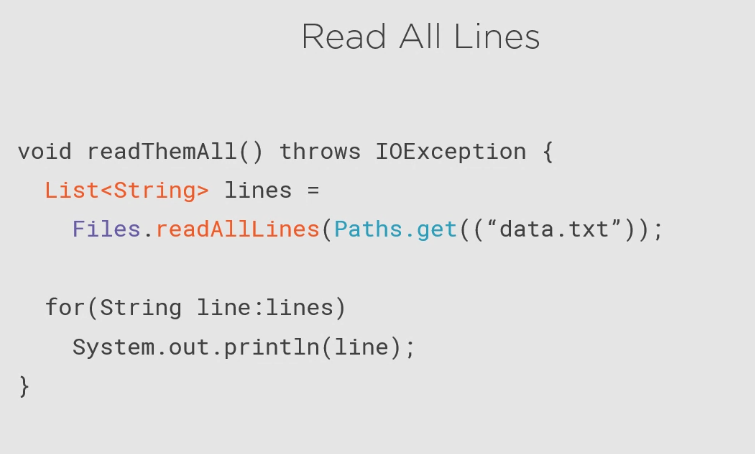 Read All Lines
void readThemAll() throws IOException {
List<String> lines =
Files.readAllLines(Paths.get((“data.txt”));
for(String line:lines)
System.out.println(line);
}